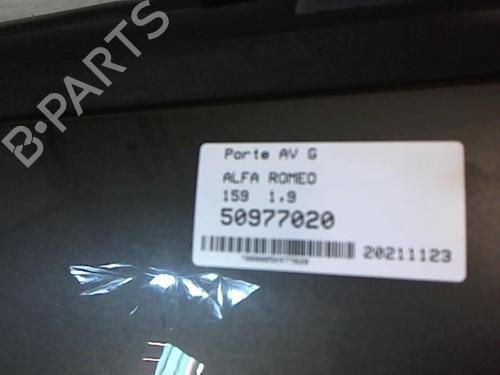 B-PARTS
Porte AV G
ALFA ROMEO
159 1.9
50977020
20211123